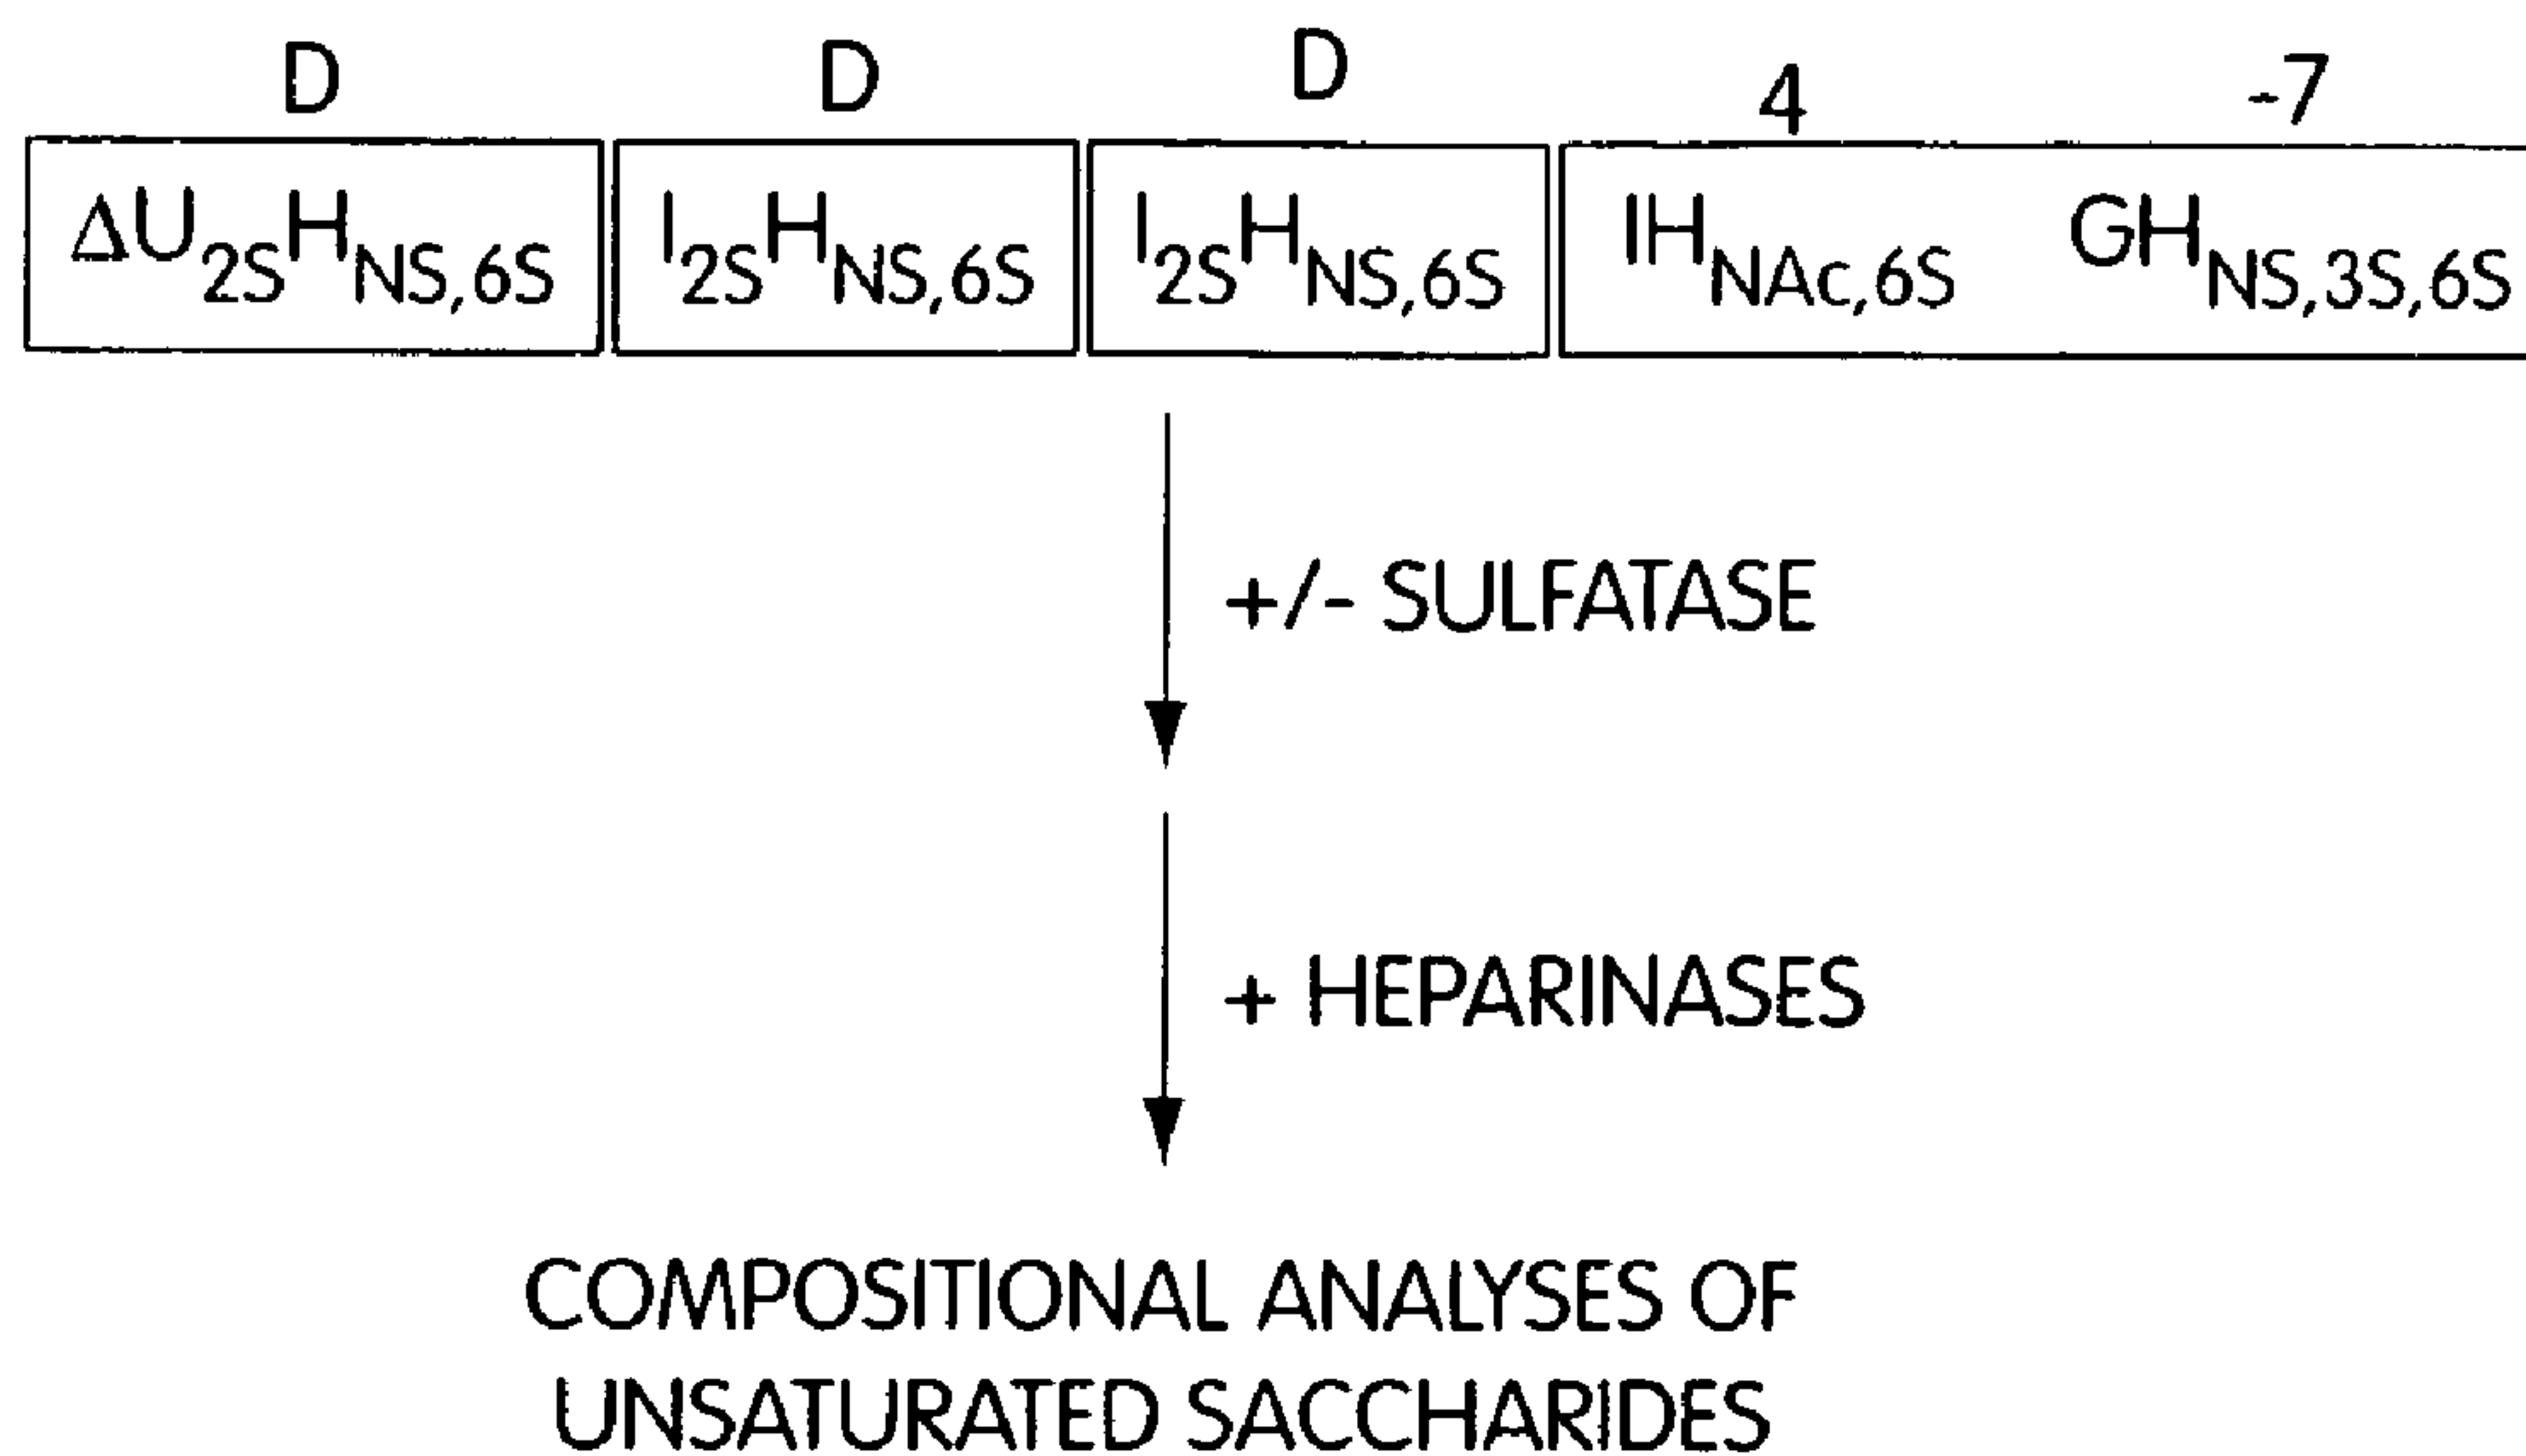 D D D 4 -7
ΔU2SHNS,6S I2SHNS,6S I2SHNS,6S IHNAc,6S GHNS,3S,6S
+/- SULFATASE
+ HEPARINASES
COMPOSITIONAL ANALYSES OF
UNSATURATED SACCHARIDES